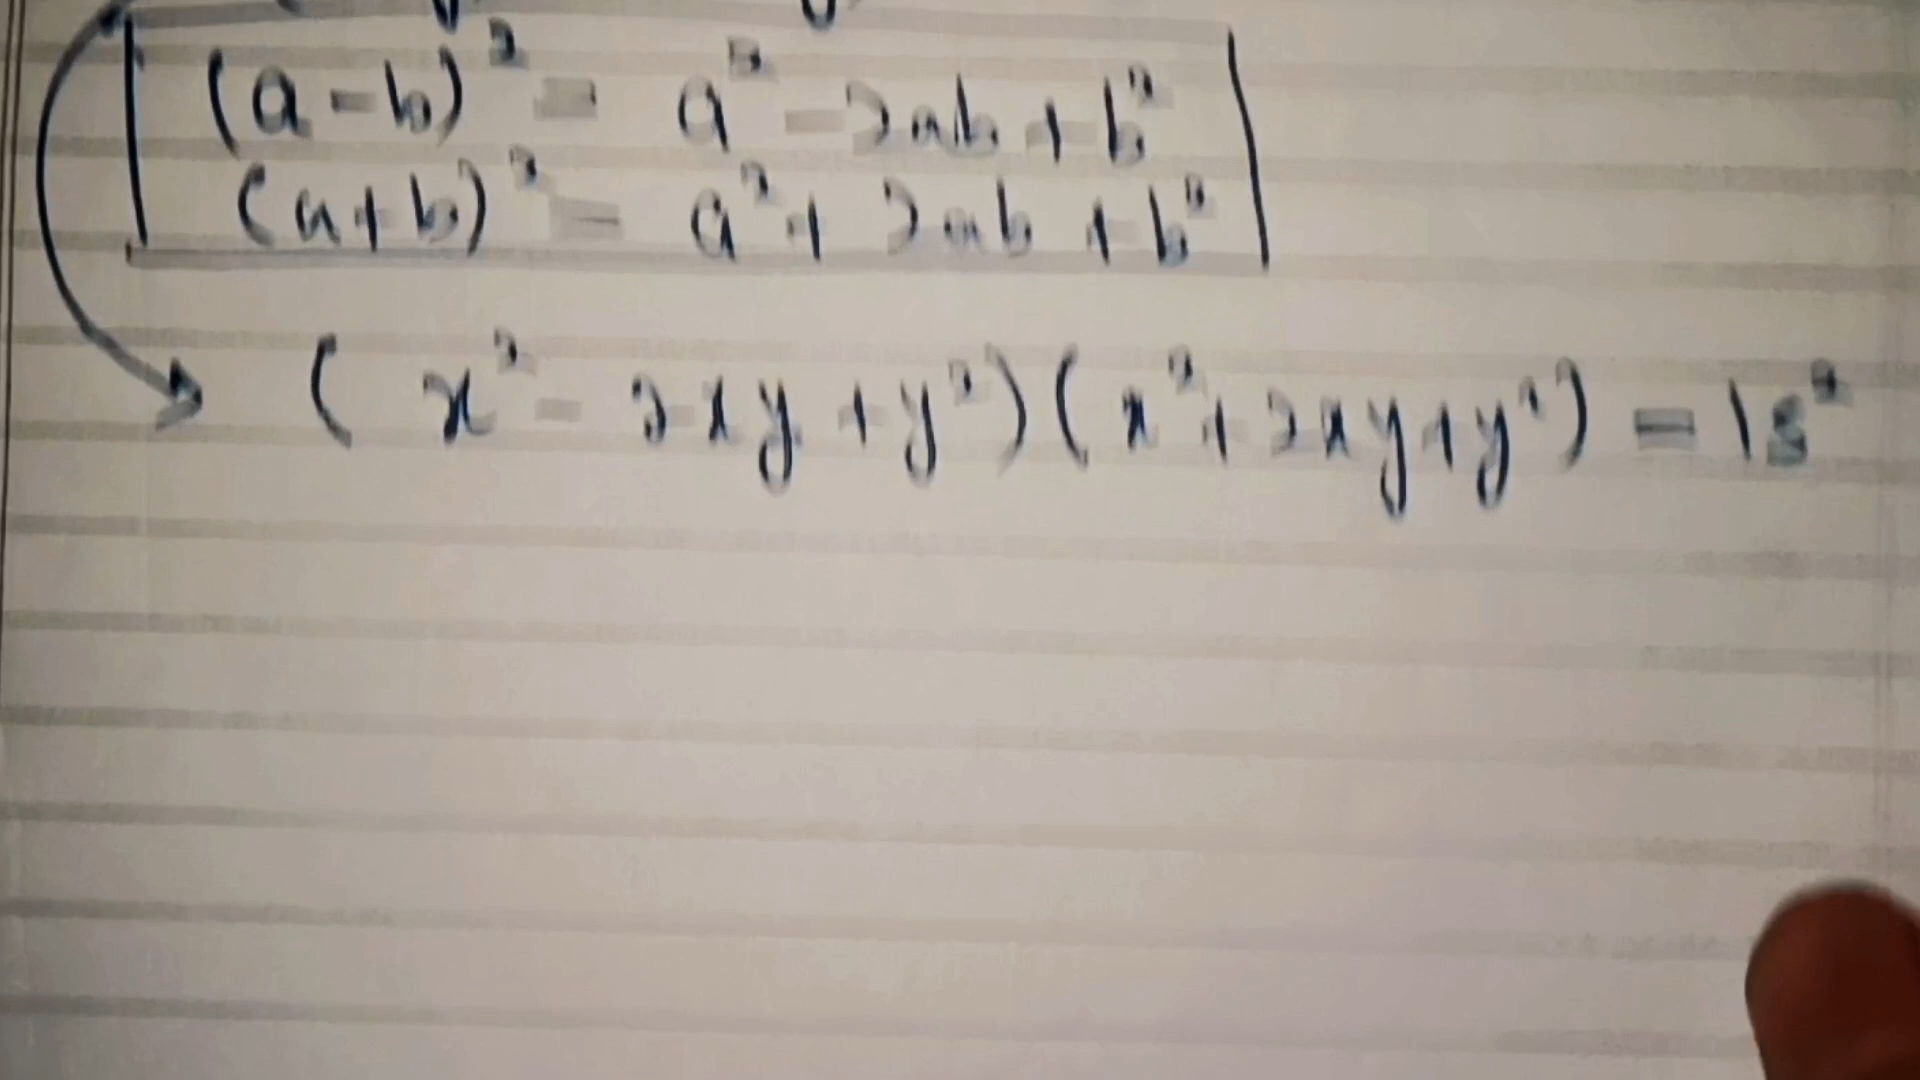 (a-b)² = a² - 2ab + b²
(a+b)² = a² + 2ab + b²
(x² - 2xy + y²)(x² + 2xy + y²) = 15²